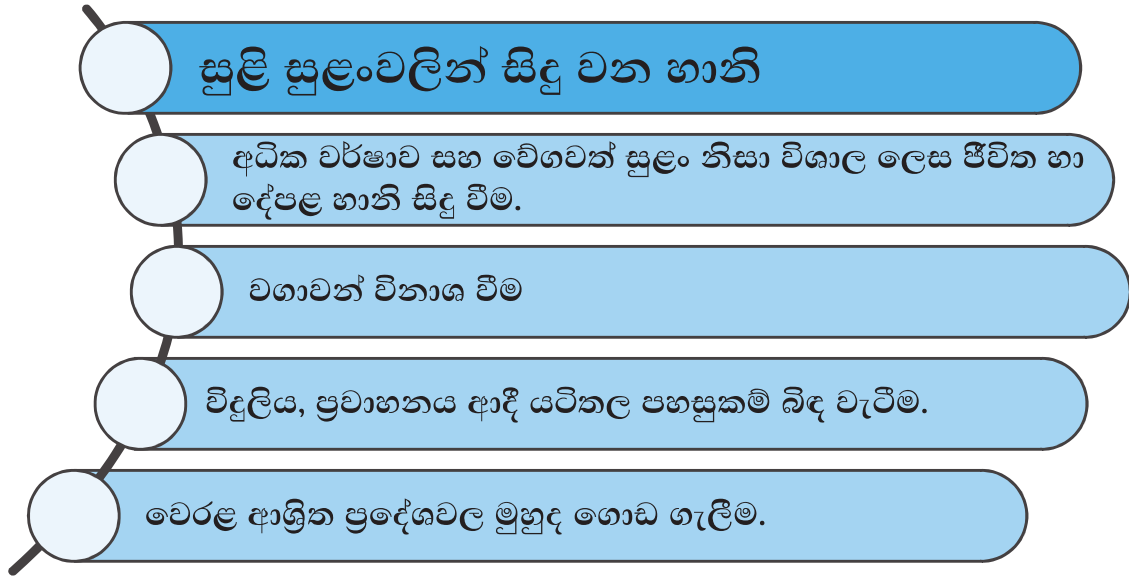 සුළි සුළංවලින් සිදු වන හානි
අධික වර්ෂාව සහ වේගවත් සුළං නිසා විශාල ලෙස ජීවිත හා
දේපළ හානි සිදු වීම.
වගාවන් විනාශ වීම
විදුලිය, ප්‍රවාහනය ආදී යටිතල පහසුකම් බිඳ වැටීම.
වෙරළ ආශ්‍රිත ප්‍රදේශවල මුහුද ගොඩ ගැලීම.